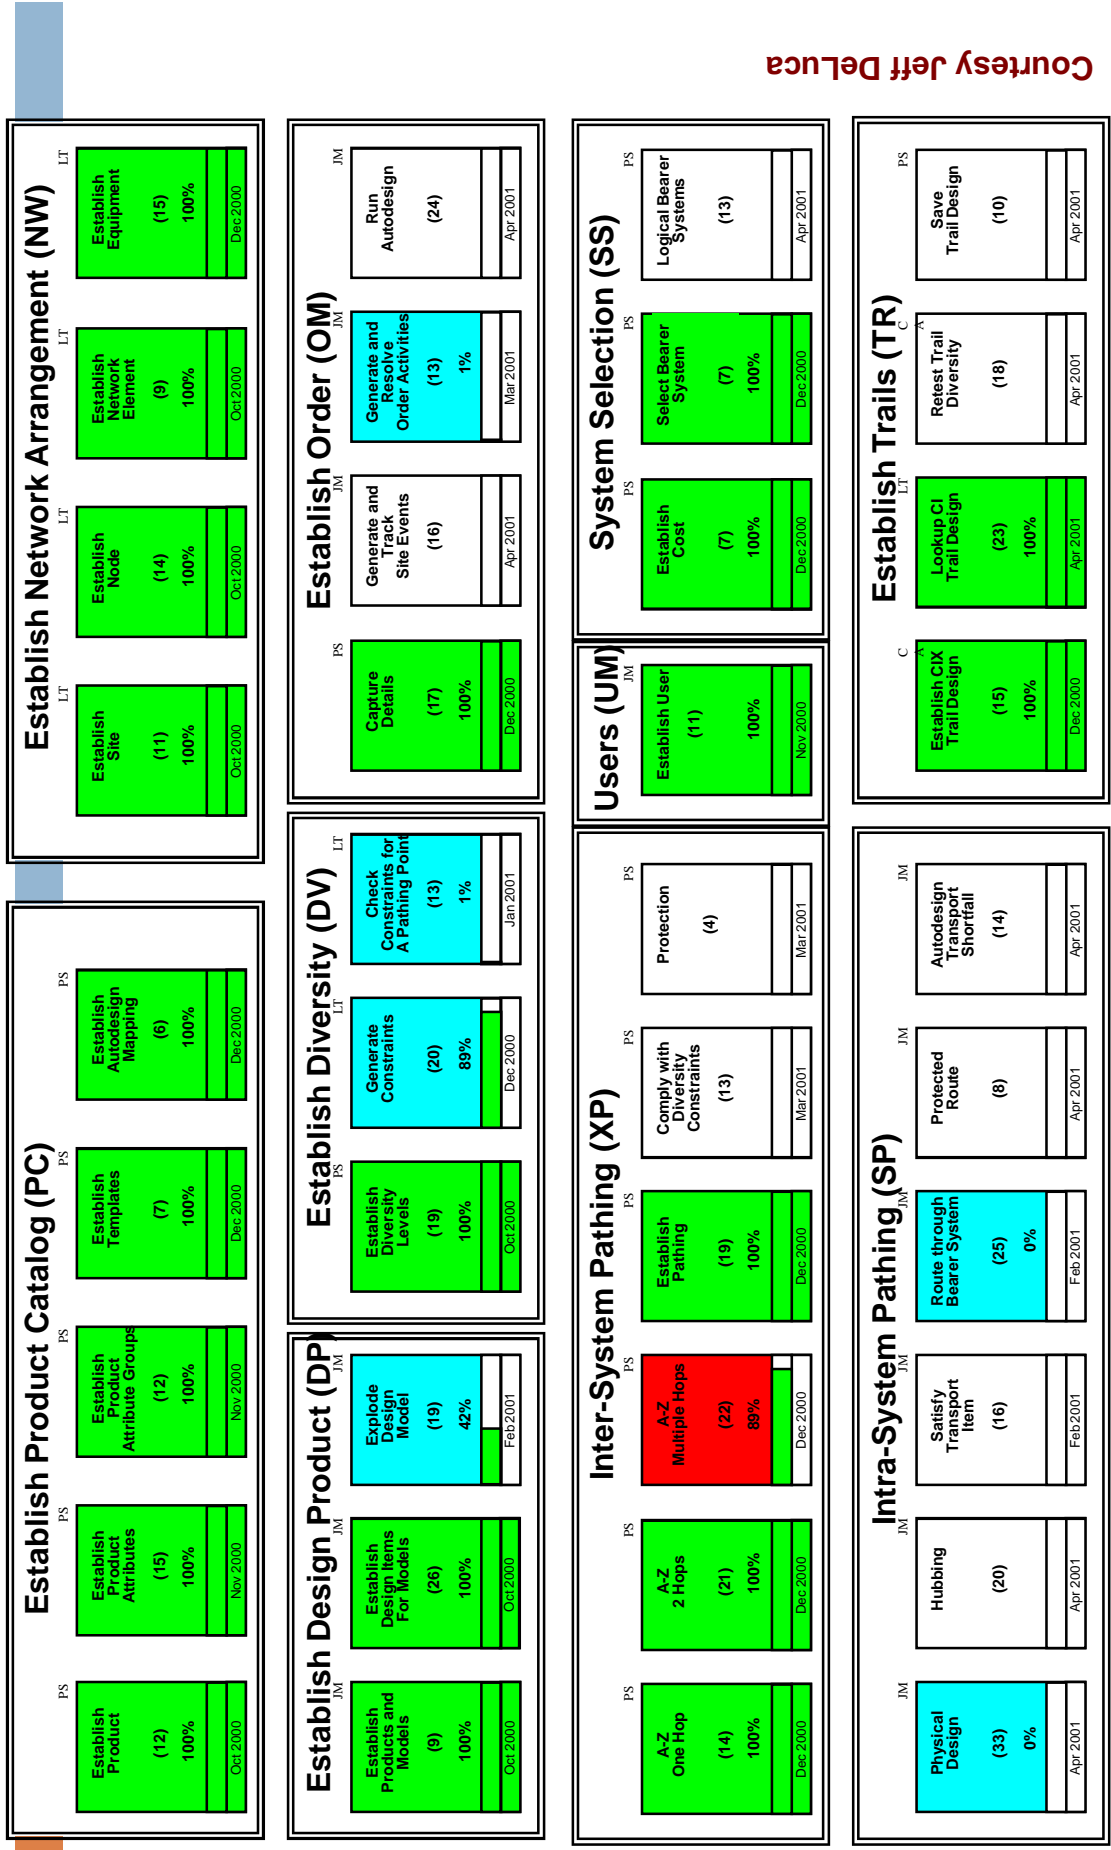 Establish Product Catalog (PC)
PS
Establish
Product
(12)
100%
Oct 2000
PS
Establish
Product
Attributes
(15)
100%
Nov 2000
PS
Establish
Product
Attribute Groups
(12)
100%
Nov 2000
PS
Establish
Templates
(7)
100%
Dec 2000
PS
Establish
Autodesign
Mapping
(6)
100%
Dec 2000
Establish Network Arrangement (NW)
LT
Establish
Site
(11)
100%
Oct 2000
LT
Establish
Node
(14)
100%
Oct 2000
LT
Establish
Network
Element
(9)
100%
Oct 2000
LT
Establish
Equipment
(15)
100%
Dec 2000
Establish Design Product (DP)
JM
Establish
Products and
Models
(9)
100%
Oct 2000
JM
Establish
Design Items
For Models
(26)
100%
Oct 2000
JM
Explode
Design
Model
(19)
42%
Feb 2001
Establish Diversity (DV)
PS
Establish
Diversity
Levels
(19)
100%
Oct 2000
LT
Generate
Constraints
(20)
89%
Dec 2000
LT
Check
Constraints for
A Pathing Point
(13)
1%
Jan 2001
Establish Order (OM)
PS
Capture
Details
(17)
100%
Dec 2000
JM
Generate and
Track
Site Events
(16)
Apr 2001
JM
Generate and
Resolve
Order Activities
(13)
1%
Mar 2001
JM
Run
Autodesign
(24)
Apr 2001
Inter-System Pathing (XP)
PS
A-Z
One Hop
(14)
100%
Dec 2000
PS
A-Z
2 Hops
(21)
100%
Dec 2000
PS
A-Z
Multiple Hops
(22)
89%
Dec 2000
PS
Establish
Pathing
(19)
100%
Dec 2000
PS
Comply with
Diversity
Constraints
(13)
Mar 2001
PS
Protection
(4)
Mar 2001
Users (UM)
JM
Establish User
(11)
100%
Nov 2000
System Selection (SS)
PS
Establish
Cost
(7)
100%
Dec 2000
PS
Select Bearer
System
(7)
100%
Dec 2000
PS
Logical Bearer
Systems
(13)
Apr 2001
Intra-System Pathing (SP)
JM
Physical
Design
(33)
0%
Apr 2001
JM
Hubbing
(20)
Apr 2001
JM
Satisfy
Transport
Item
(16)
Feb 2001
JM
Route through
Bearer System
(25)
0%
Feb 2001
JM
Protected
Route
(8)
Apr 2001
JM
Autodesign
Transport
Shortfall
(14)
Apr 2001
Establish Trails (TR)
C
A
Establish CIX
Trail Design
(15)
100%
Dec 2000
LT
Lookup CI
Trail Design
(23)
100%
Apr 2001
C
A
Retest Trail
Diversity
(18)
Apr 2001
PS
Save
Trail Design
(10)
Apr 2001
Courtesy Jeff DeLuca